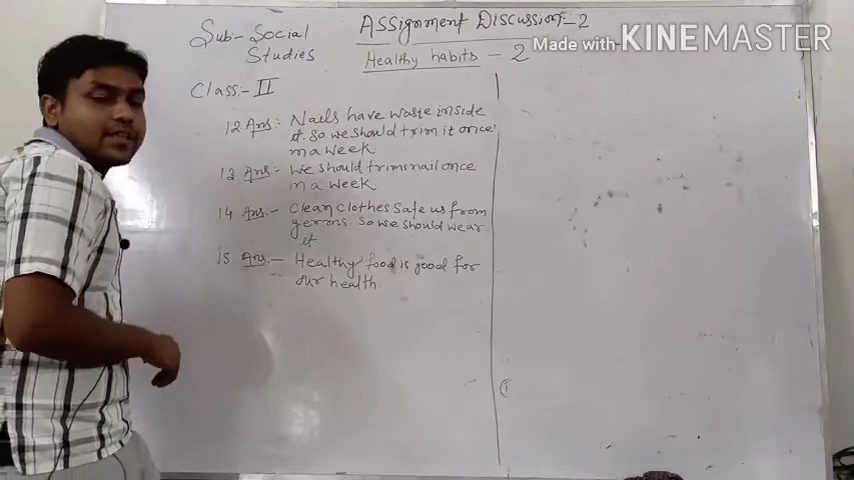 Sub:- Social
Studies
Assignment Discussion-2
Healthy habits - 2
Made with KINEMASTER
Class:- II
12 Ans:- Nails have waste inside
it. So we should trim it once
in a week
13 Ans:- We should trims nail once
in a week
14 Ans:- Clean clothes safe us from
germs. So we should wear
it
15 Ans:- Healthy food is good for
our health.